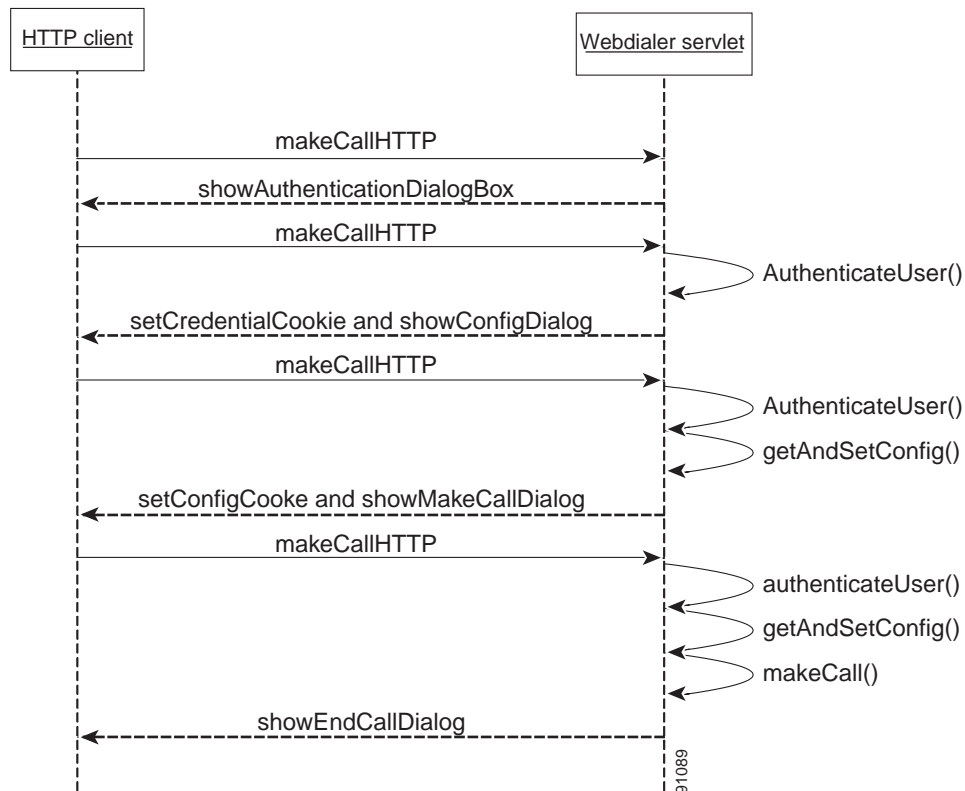 HTTP client
Webdialer servlet
makeCallHTTP
showAuthenticationDialogBox
makeCallHTTP
AuthenticateUser()
setCredentialCookie and showConfigDialog
makeCallHTTP
AuthenticateUser()
getAndSetConfig()
setConfigCooke and showMakeCallDialog
makeCallHTTP
authenticateUser()
getAndSetConfig()
makeCall()
showEndCallDialog
91089